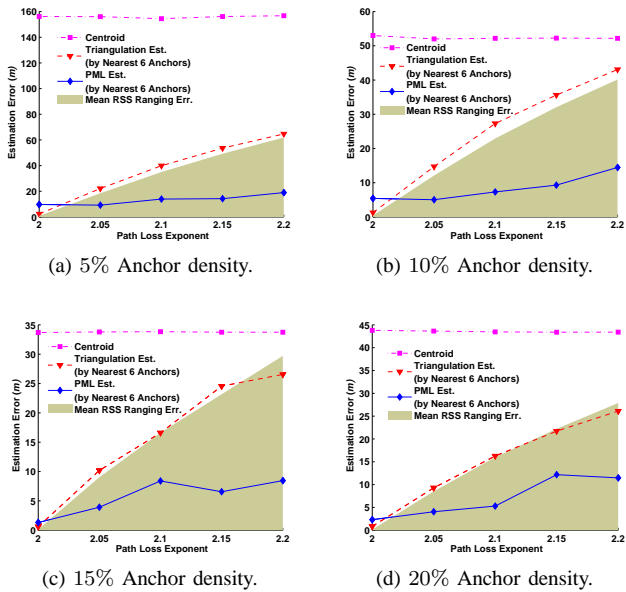 160
140
120
100
80
60
40
20
0
Estimation Error (m)
Centroid
Triangulation Est.
(by Nearest 6 Anchors)
PML Est.
(by Nearest 6 Anchors)
Mean RSS Ranging Err.
2 2.05 2.1 2.15 2.2
Path Loss Exponent
(a) 5% Anchor density.
60
50
40
30
20
10
0
Estimation Error (m)
Centroid
Triangulation Est.
(by Nearest 6 Anchors)
PML Est.
(by Nearest 6 Anchors)
Mean RSS Ranging Err.
2 2.05 2.1 2.15 2.2
Path Loss Exponent
(b) 10% Anchor density.
35
30
25
20
15
10
5
0
Estimation Error (m)
Centroid
Triangulation Est.
(by Nearest 6 Anchors)
PML Est.
(by Nearest 6 Anchors)
Mean RSS Ranging Err.
2 2.05 2.1 2.15 2.2
Path Loss Exponent
(c) 15% Anchor density.
45
40
35
30
25
20
15
10
5
0
Estimation Error (m)
Centroid
Triangulation Est.
(by Nearest 6 Anchors)
PML Est.
(by Nearest 6 Anchors)
Mean RSS Ranging Err.
2 2.05 2.1 2.15 2.2
Path Loss Exponent
(d) 20% Anchor density.